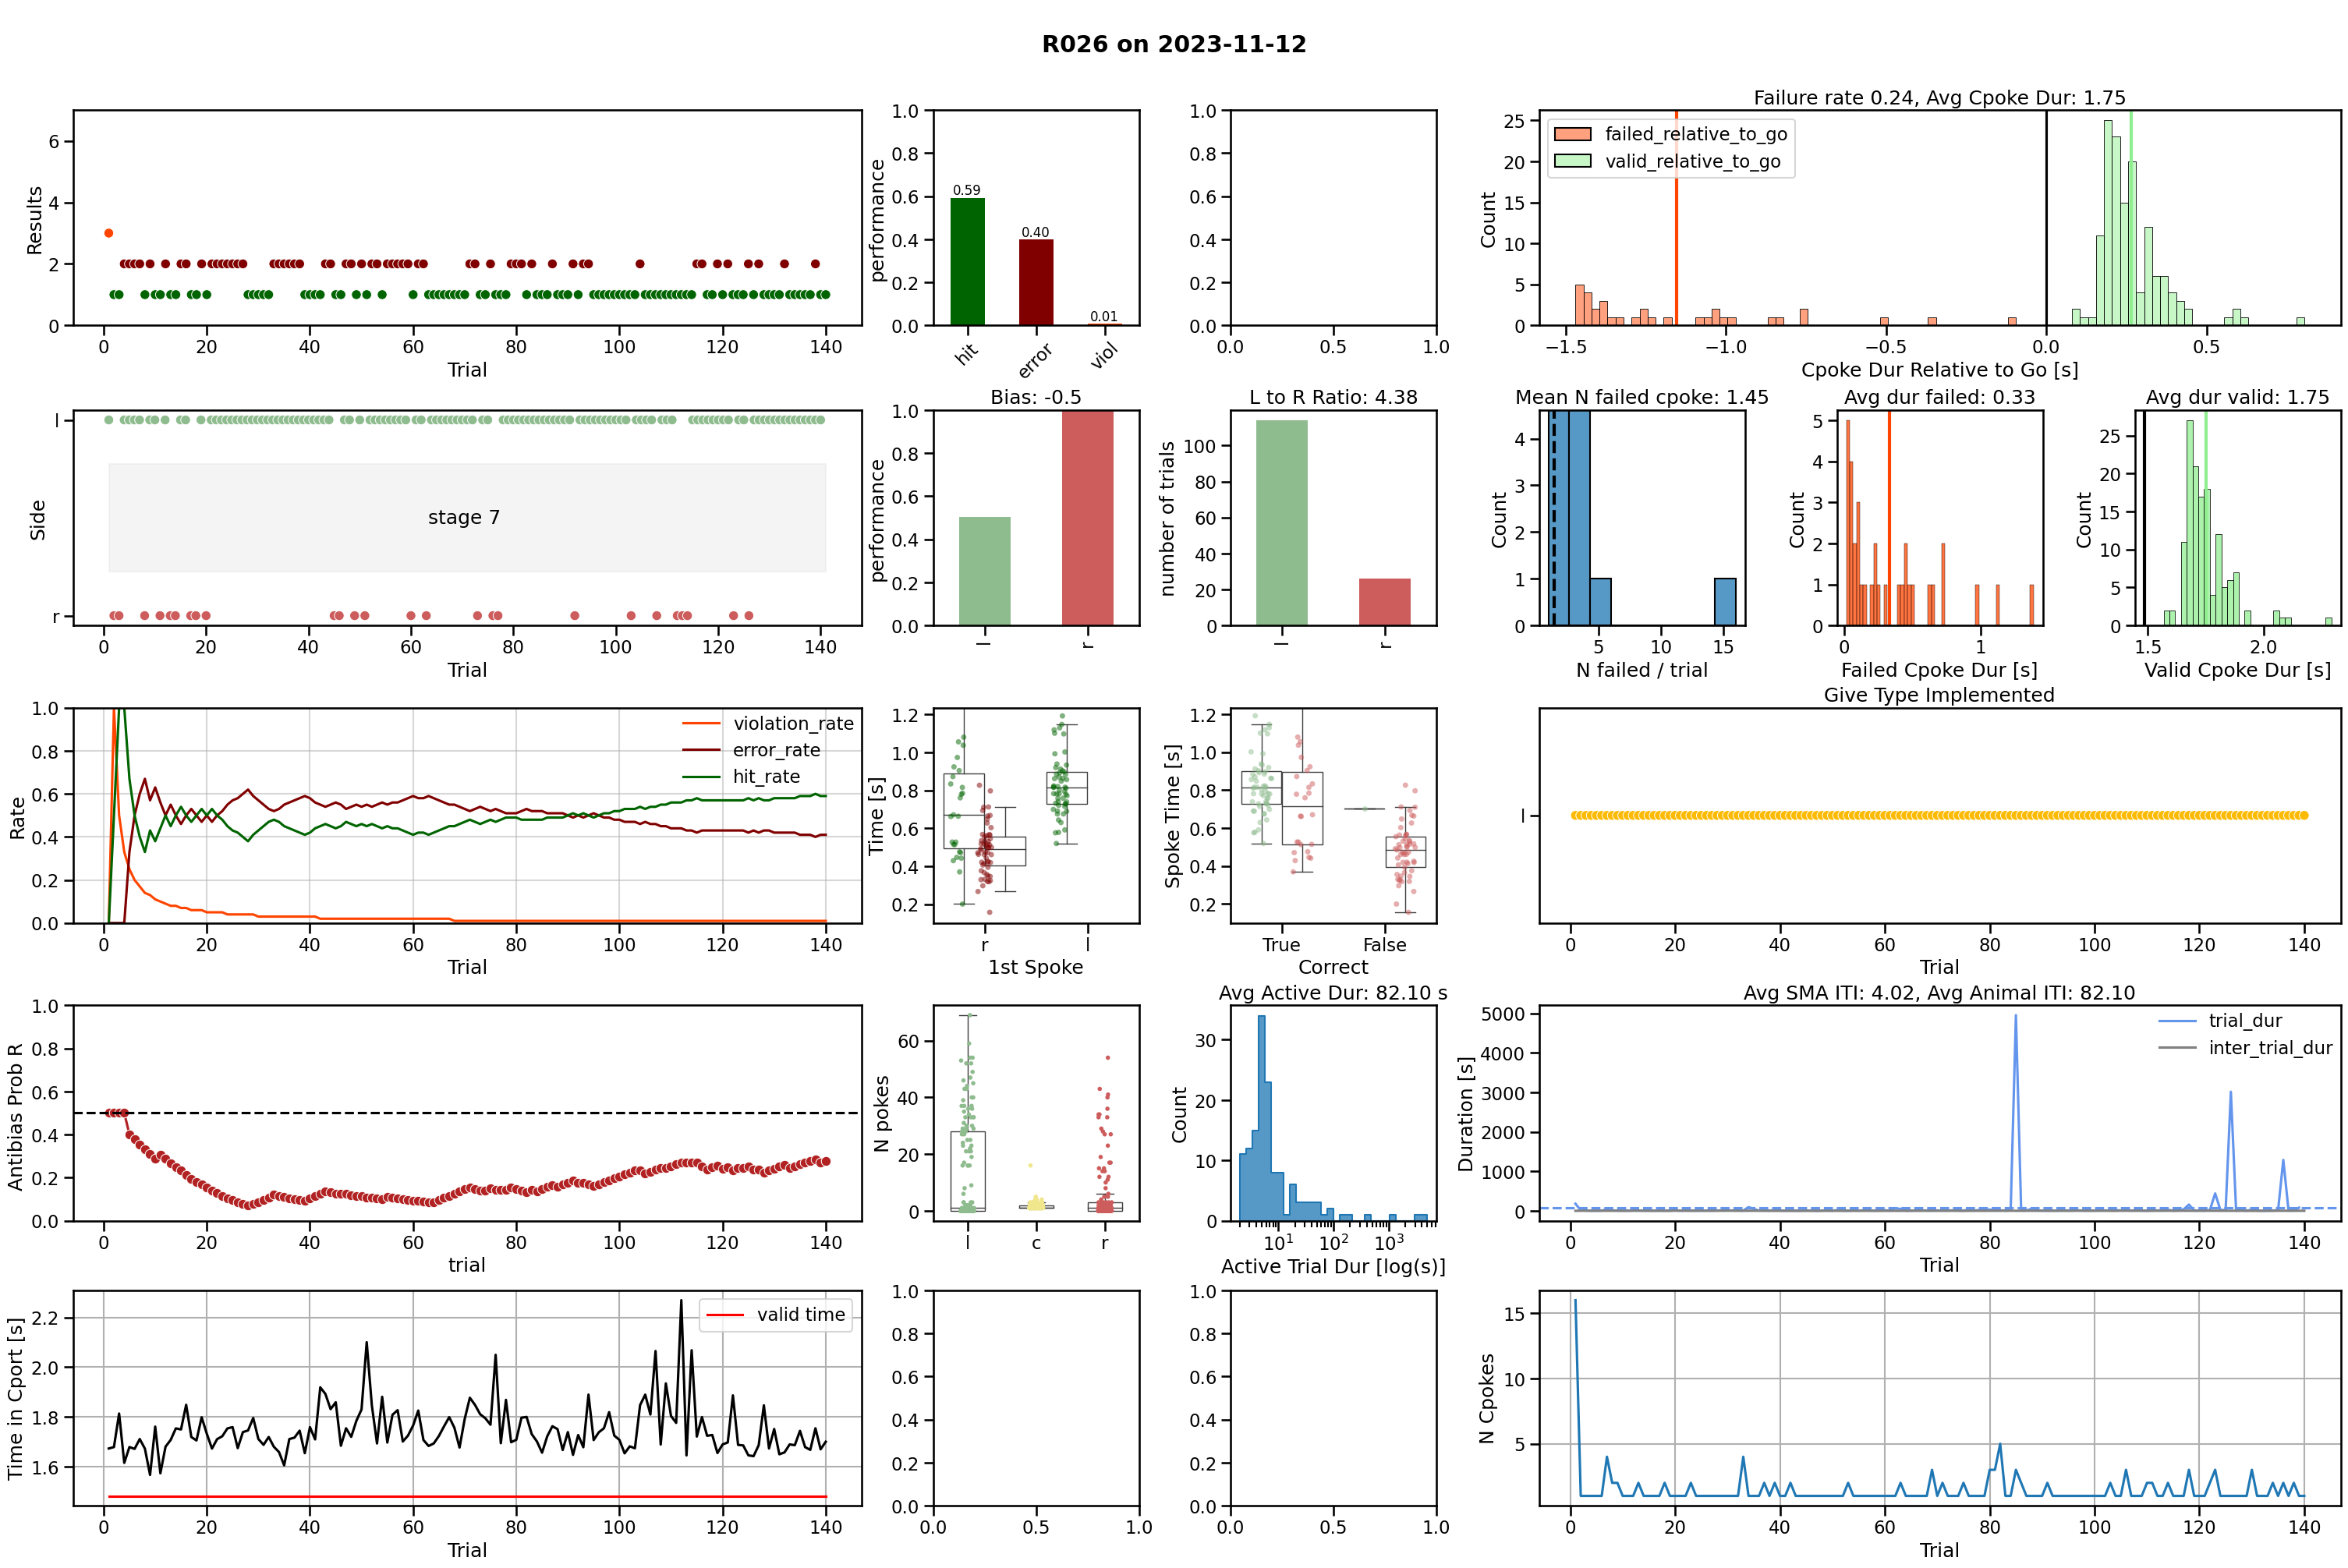 R026 on 2023-11-12
Results
6
4
2
0
0 20 40 60 80 100 120 140
Trial
performance
1.0
0.8
0.6
0.4
0.2
0.0
0.59
0.40
0.01
hit error viol
1.0
0.8
0.6
0.4
0.2
0.0
0.0 0.5 1.0
Failure rate 0.24, Avg Cpoke Dur: 1.75
failed_relative_to_go
valid_relative_to_go
Count
25
20
15
10
5
0
−1.5 −1.0 −0.5 0.0 0.5
Cpoke Dur Relative to Go [s]
Side
l
stage 7
r
0 20 40 60 80 100 120 140
Trial
Bias: -0.5
performance
1.0
0.8
0.6
0.4
0.2
0.0
l r
L to R Ratio: 4.38
number of trials
100
80
60
40
20
0
l r
Mean N failed cpoke: 1.45
Count
4
3
2
1
0
5 10 15
N failed / trial
Avg dur failed: 0.33
Count
5
4
3
2
1
0
0 1
Failed Cpoke Dur [s]
Avg dur valid: 1.75
Count
25
20
15
10
5
0
1.5 2.0
Valid Cpoke Dur [s]
Rate
1.0
0.8
0.6
0.4
0.2
0.0
violation_rate
error_rate
hit_rate
0 20 40 60 80 100 120 140
Trial
Time [s]
1.2
1.0
0.8
0.6
0.4
0.2
r l
1st Spoke
Spoke Time [s]
1.2
1.0
0.8
0.6
0.4
0.2
True False
Correct
Give Type Implemented
l
0 20 40 60 80 100 120 140
Trial
Antibias Prob R
1.0
0.8
0.6
0.4
0.2
0.0
0 20 40 60 80 100 120 140
trial
N pokes
60
40
20
0
l c r
Avg Active Dur: 82.10 s
Count
30
20
10
0
10^1 10^2 10^3
Active Trial Dur [log(s)]
Avg SMA ITI: 4.02, Avg Animal ITI: 82.10
Duration [s]
5000
4000
3000
2000
1000
0
trial_dur
inter_trial_dur
0 20 40 60 80 100 120 140
Trial
Time in Cport [s]
2.2
2.0
1.8
1.6
valid time
0 20 40 60 80 100 120 140
Trial
1.0
0.8
0.6
0.4
0.2
0.0
0.0 0.5 1.0
1.0
0.8
0.6
0.4
0.2
0.0
0.0 0.5 1.0
N Cpokes
15
10
5
0 20 40 60 80 100 120 140
Trial